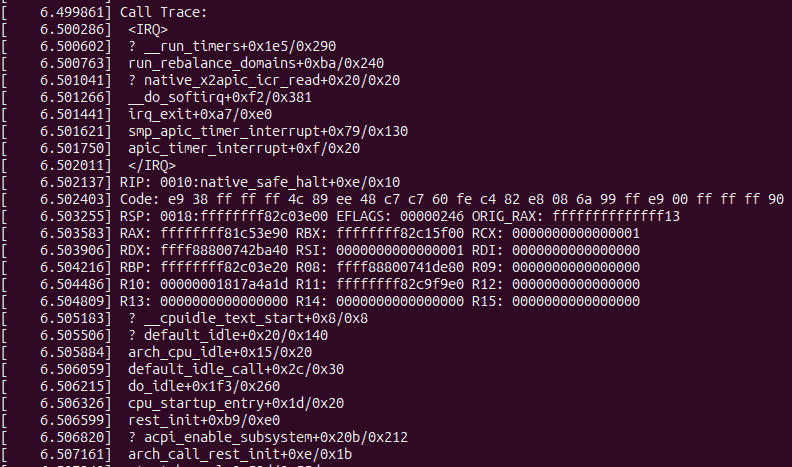 [    6.499861] Call Trace:
[    6.500286]  <IRQ>
[    6.500602]  ? __run_timers+0x1e5/0x290
[    6.500763]  run_rebalance_domains+0xba/0x240
[    6.501041]  ? native_x2apic_icr_read+0x20/0x20
[    6.501266]  __do_softirq+0xf2/0x381
[    6.501441]  irq_exit+0xa7/0xe0
[    6.501621]  smp_apic_timer_interrupt+0x79/0x130
[    6.501750]  apic_timer_interrupt+0xf/0x20
[    6.502011]  </IRQ>
[    6.502137] RIP: 0010:native_safe_halt+0xe/0x10
[    6.502403] Code: e9 38 ff ff ff 4c 89 ee 48 c7 c7 60 fe c4 82 e8 08 6a 99 ff e9 00 ff ff ff 90
[    6.503255] RSP: 0018:ffffffff82c03e00 EFLAGS: 00000246 ORIG_RAX: ffffffffffffff13
[    6.503583] RAX: ffffffff81c53e90 RBX: ffffffff82c15f00 RCX: 0000000000000001
[    6.503906] RDX: ffff88800742ba40 RSI: 0000000000000001 RDI: 0000000000000000
[    6.504216] RBP: ffffffff82c03e20 R08: ffff88800741de80 R09: 0000000000000000
[    6.504486] R10: 00000001817a4a1d R11: ffffffff82c9f9e0 R12: 0000000000000000
[    6.504809] R13: 0000000000000000 R14: 0000000000000000 R15: 0000000000000000
[    6.505183]  ? __cpuidle_text_start+0x8/0x8
[    6.505506]  ? default_idle+0x20/0x140
[    6.505884]  arch_cpu_idle+0x15/0x20
[    6.506059]  default_idle_call+0x2c/0x30
[    6.506215]  do_idle+0x1f3/0x260
[    6.506326]  cpu_startup_entry+0x1d/0x20
[    6.506599]  rest_init+0xb9/0xe0
[    6.506820]  ? acpi_enable_subsystem+0x20b/0x212
[    6.507161]  arch_call_rest_init+0xe/0x1b